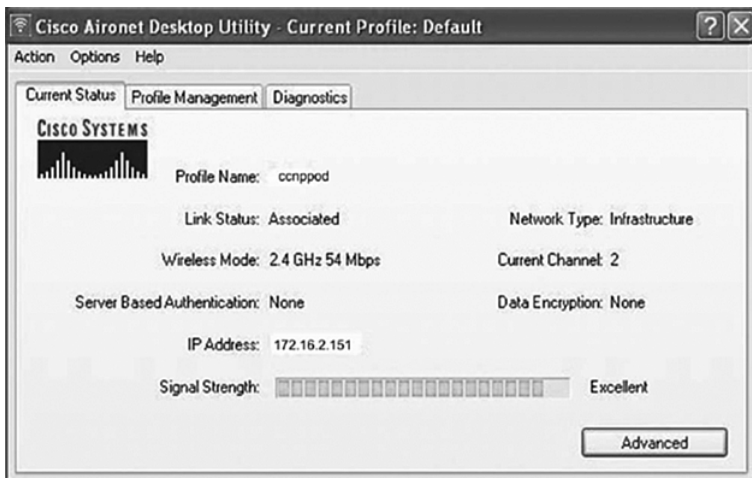 Cisco Aironet Desktop Utility - Current Profile: Default
Action Options Help
Current Status Profile Management Diagnostics
CISCO SYSTEMS
Profile Name: ccnppod
Link Status: Associated Network Type: Infrastructure
Wireless Mode: 2.4 GHz 54 Mbps Current Channel: 2
Server Based Authentication: None Data Encryption: None
IP Address: 172.16.2.151
Signal Strength: Excellent
Advanced